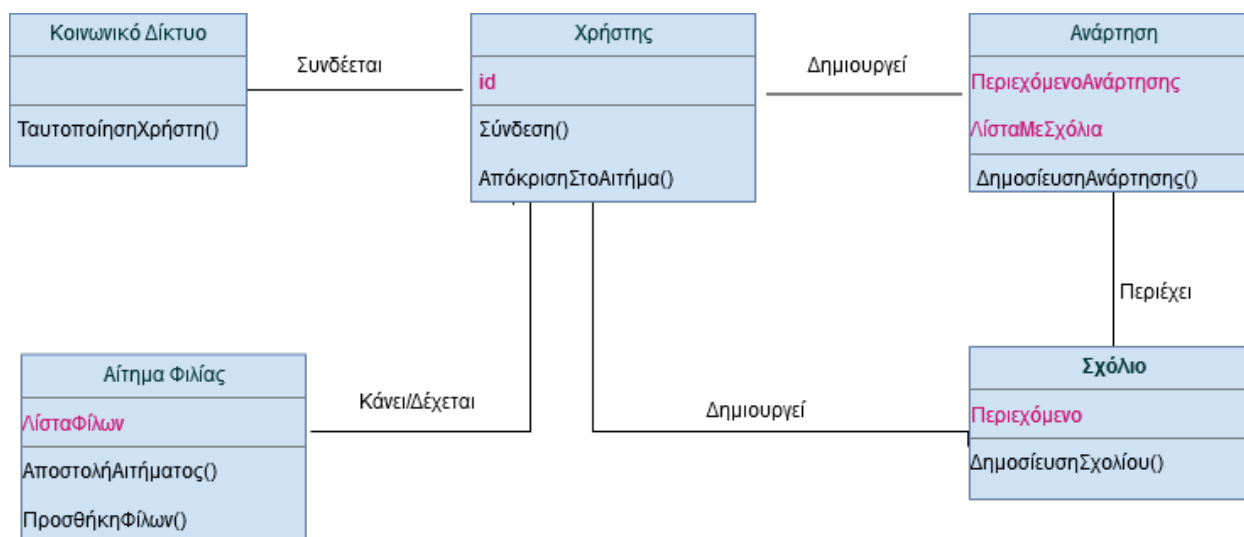 Κοινωνικό Δίκτυο
ΤαυτοποίησηΧρήστη()
Συνδέεται
Χρήστης
id
Σύνδεση()
ΑπόκρισηΣτοΑιτήμα()
Δημιουργεί
Ανάρτηση
ΠεριεχόμενοΑνάρτησης
ΛίσταΜεΣχόλια
ΔημοσίευσηΑνάρτησης()
Περιέχει
Αίτημα Φιλίας
ΛίσταΦίλων
ΑποστολήΑιτήματος()
ΠροσθήκηΦίλων()
Κάνει/Δέχεται
Δημιουργεί
Σχόλιο
Περιεχόμενο
ΔημοσίευσηΣχολίου()